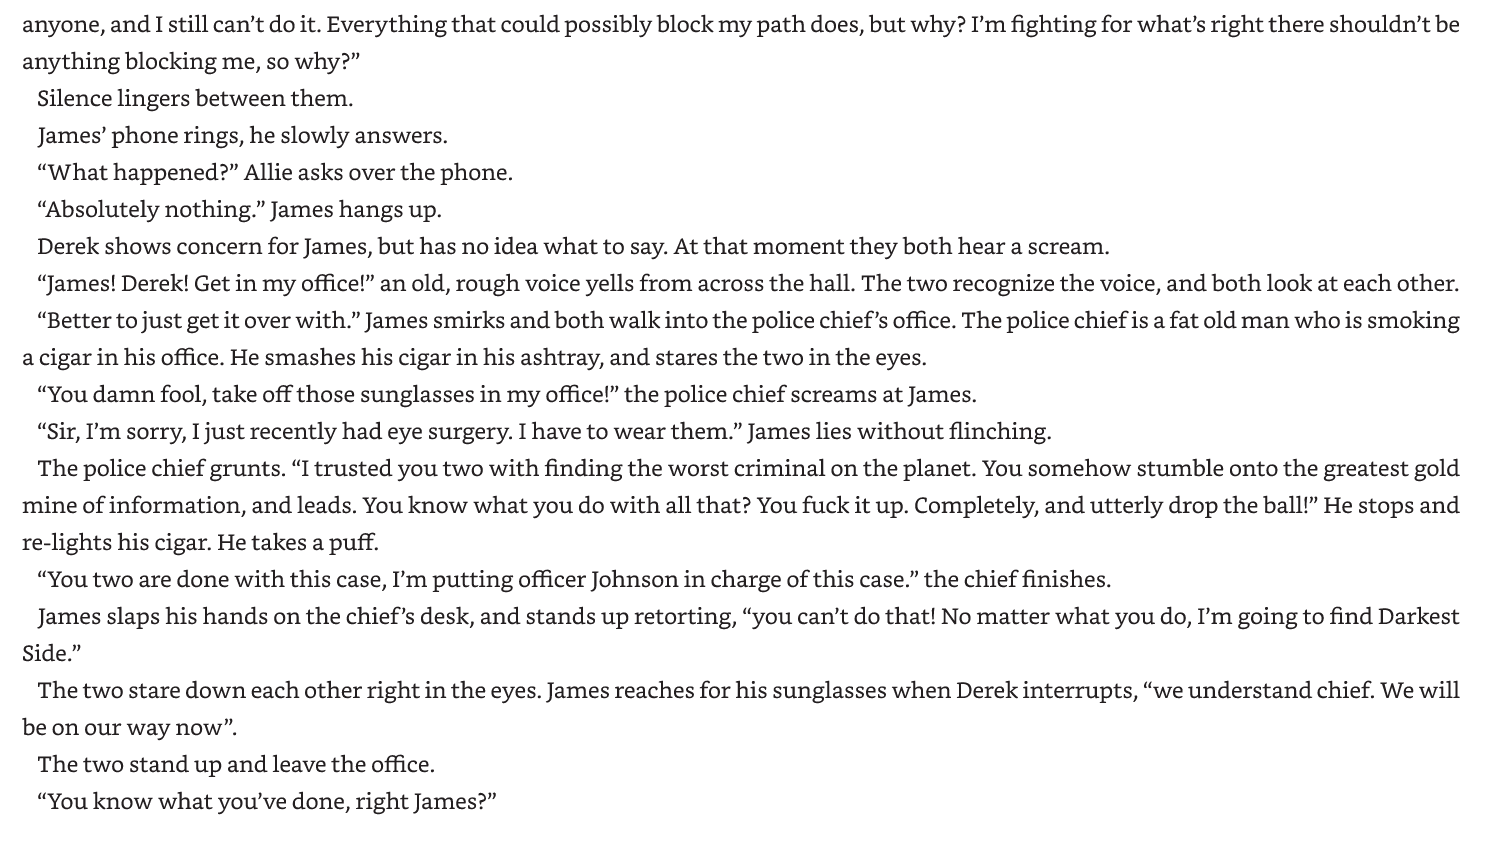 anyone, and I still can’t do it. Everything that could possibly block my path does, but why? I’m fighting for what’s right there shouldn’t be
anything blocking me, so why?”
Silence lingers between them.
James’ phone rings, he slowly answers.
“What happened?” Allie asks over the phone.
“Absolutely nothing.” James hangs up.
Derek shows concern for James, but has no idea what to say. At that moment they both hear a scream.
“James! Derek! Get in my office!” an old, rough voice yells from across the hall. The two recognize the voice, and both look at each other.
“Better to just get it over with.” James smirks and both walk into the police chief’s office. The police chief is a fat old man who is smoking
a cigar in his office. He smashes his cigar in his ashtray, and stares the two in the eyes.
“You damn fool, take off those sunglasses in my office!” the police chief screams at James.
“Sir, I’m sorry, I just recently had eye surgery. I have to wear them.” James lies without flinching.
The police chief grunts. “I trusted you two with finding the worst criminal on the planet. You somehow stumble onto the greatest gold
mine of information, and leads. You know what you do with all that? You fuck it up. Completely, and utterly drop the ball!” He stops and
re-lights his cigar. He takes a puff.
“You two are done with this case, I’m putting officer Johnson in charge of this case.” the chief finishes.
James slaps his hands on the chief’s desk, and stands up retorting, “you can’t do that! No matter what you do, I’m going to find Darkest
Side.”
The two stare down each other right in the eyes. James reaches for his sunglasses when Derek interrupts, “we understand chief. We will
be on our way now”.
The two stand up and leave the office.
“You know what you’ve done, right James?”